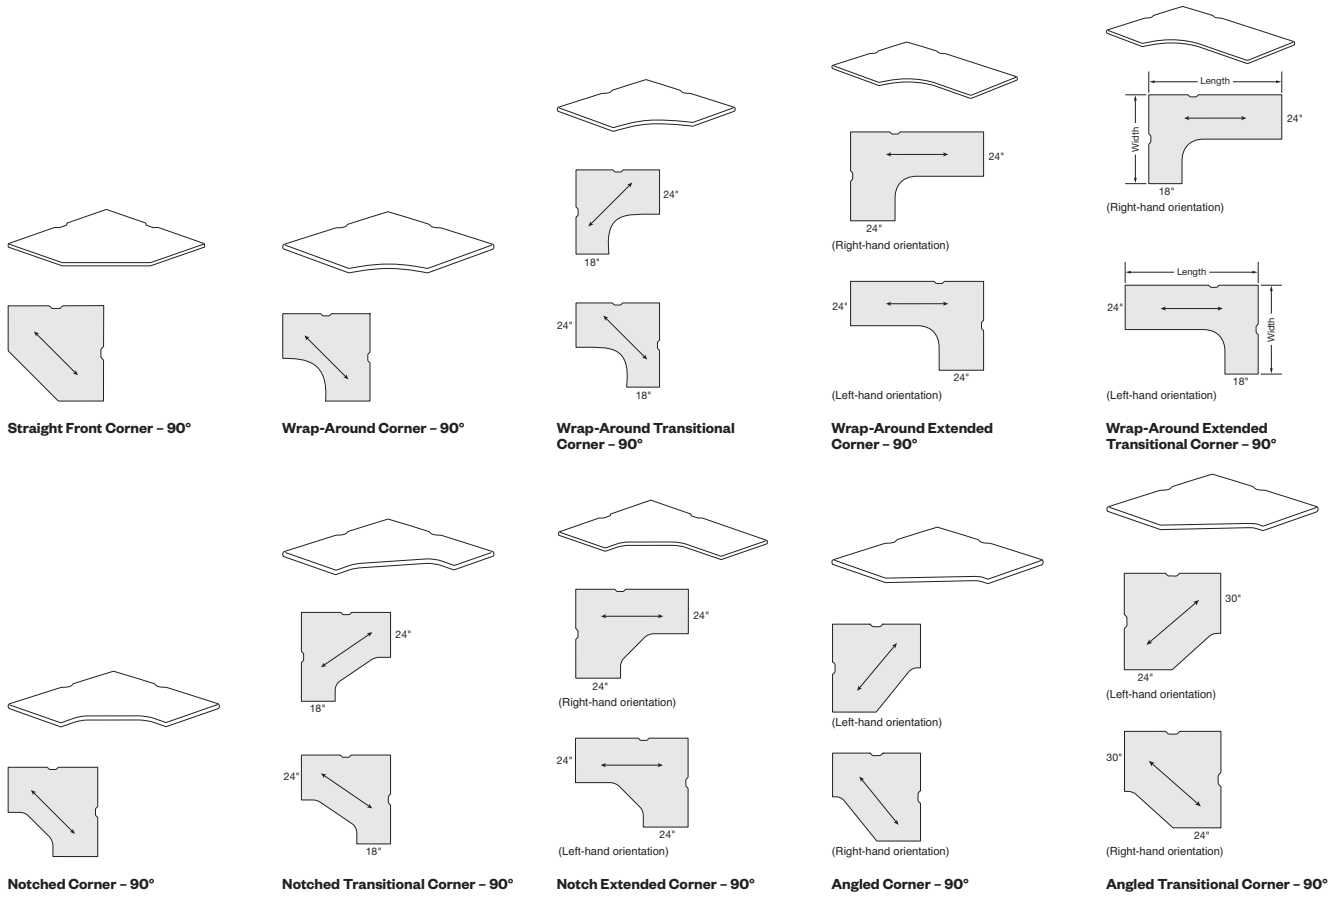 Straight Front Corner – 90°
Wrap-Around Corner – 90°
24"
18"
24"
18"
Wrap-Around Transitional
Corner – 90°
24"
24"
(Right-hand orientation)
24"
24"
(Left-hand orientation)
Wrap-Around Extended
Corner – 90°
Length
Width
24"
18"
(Right-hand orientation)
Length
24"
Width
18"
(Left-hand orientation)
Wrap-Around Extended
Transitional Corner – 90°
Notched Corner – 90°
24"
18"
24"
18"
Notched Transitional Corner – 90°
24"
24"
(Right-hand orientation)
24"
24"
(Left-hand orientation)
Notch Extended Corner – 90°
(Left-hand orientation)
(Right-hand orientation)
Angled Corner – 90°
30"
24"
(Left-hand orientation)
30"
24"
(Right-hand orientation)
Angled Transitional Corner – 90°